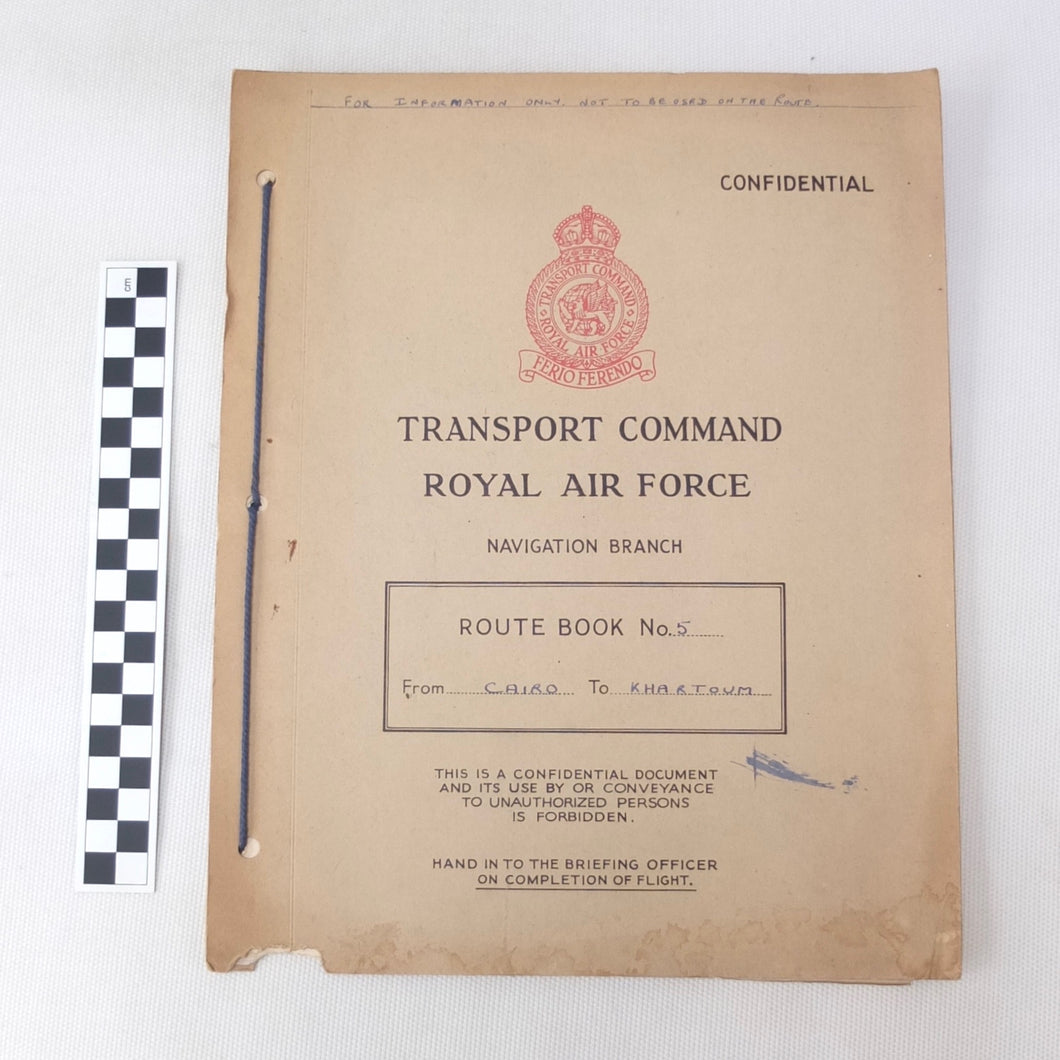 FOR INFORMATION ONLY. NOT TO BE USED ON THE ROUTE.
CONFIDENTIAL
TRANSPORT COMMAND
ROYAL AIR FORCE
FERIO FERENDO
TRANSPORT COMMAND
ROYAL AIR FORCE
NAVIGATION BRANCH
ROUTE BOOK No. 5
From CAIRO To KHARTOUM
THIS IS A CONFIDENTIAL DOCUMENT
AND ITS USE BY OR CONVEYANCE
TO UNAUTHORIZED PERSONS
IS FORBIDDEN.
HAND IN TO THE BRIEFING OFFICER
ON COMPLETION OF FLIGHT.